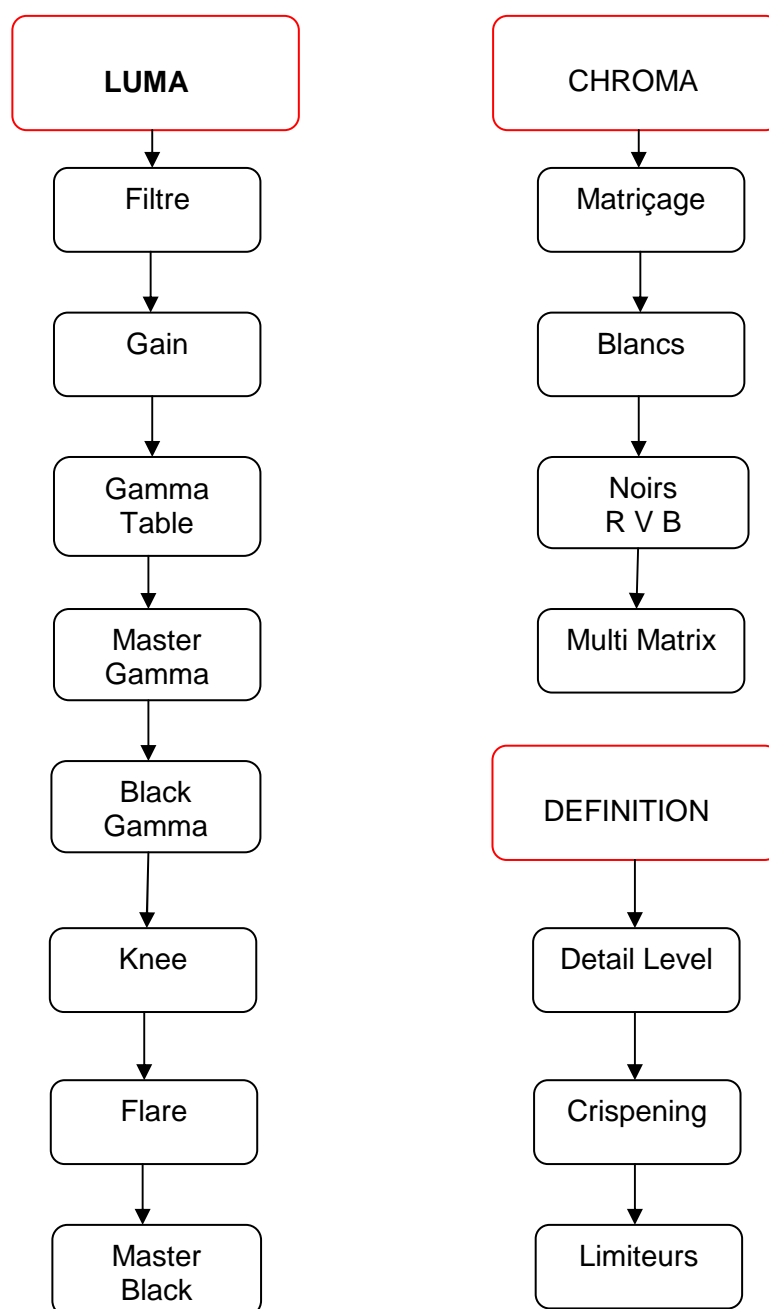 LUMA
Filtre
Gain
Gamma
Table
Master
Gamma
Black
Gamma
Knee
Flare
Master
Black
CHROMA
Matriçage
Blancs
Noirs
R V B
Multi Matrix
DEFINITION
Detail Level
Crispening
Limiteurs